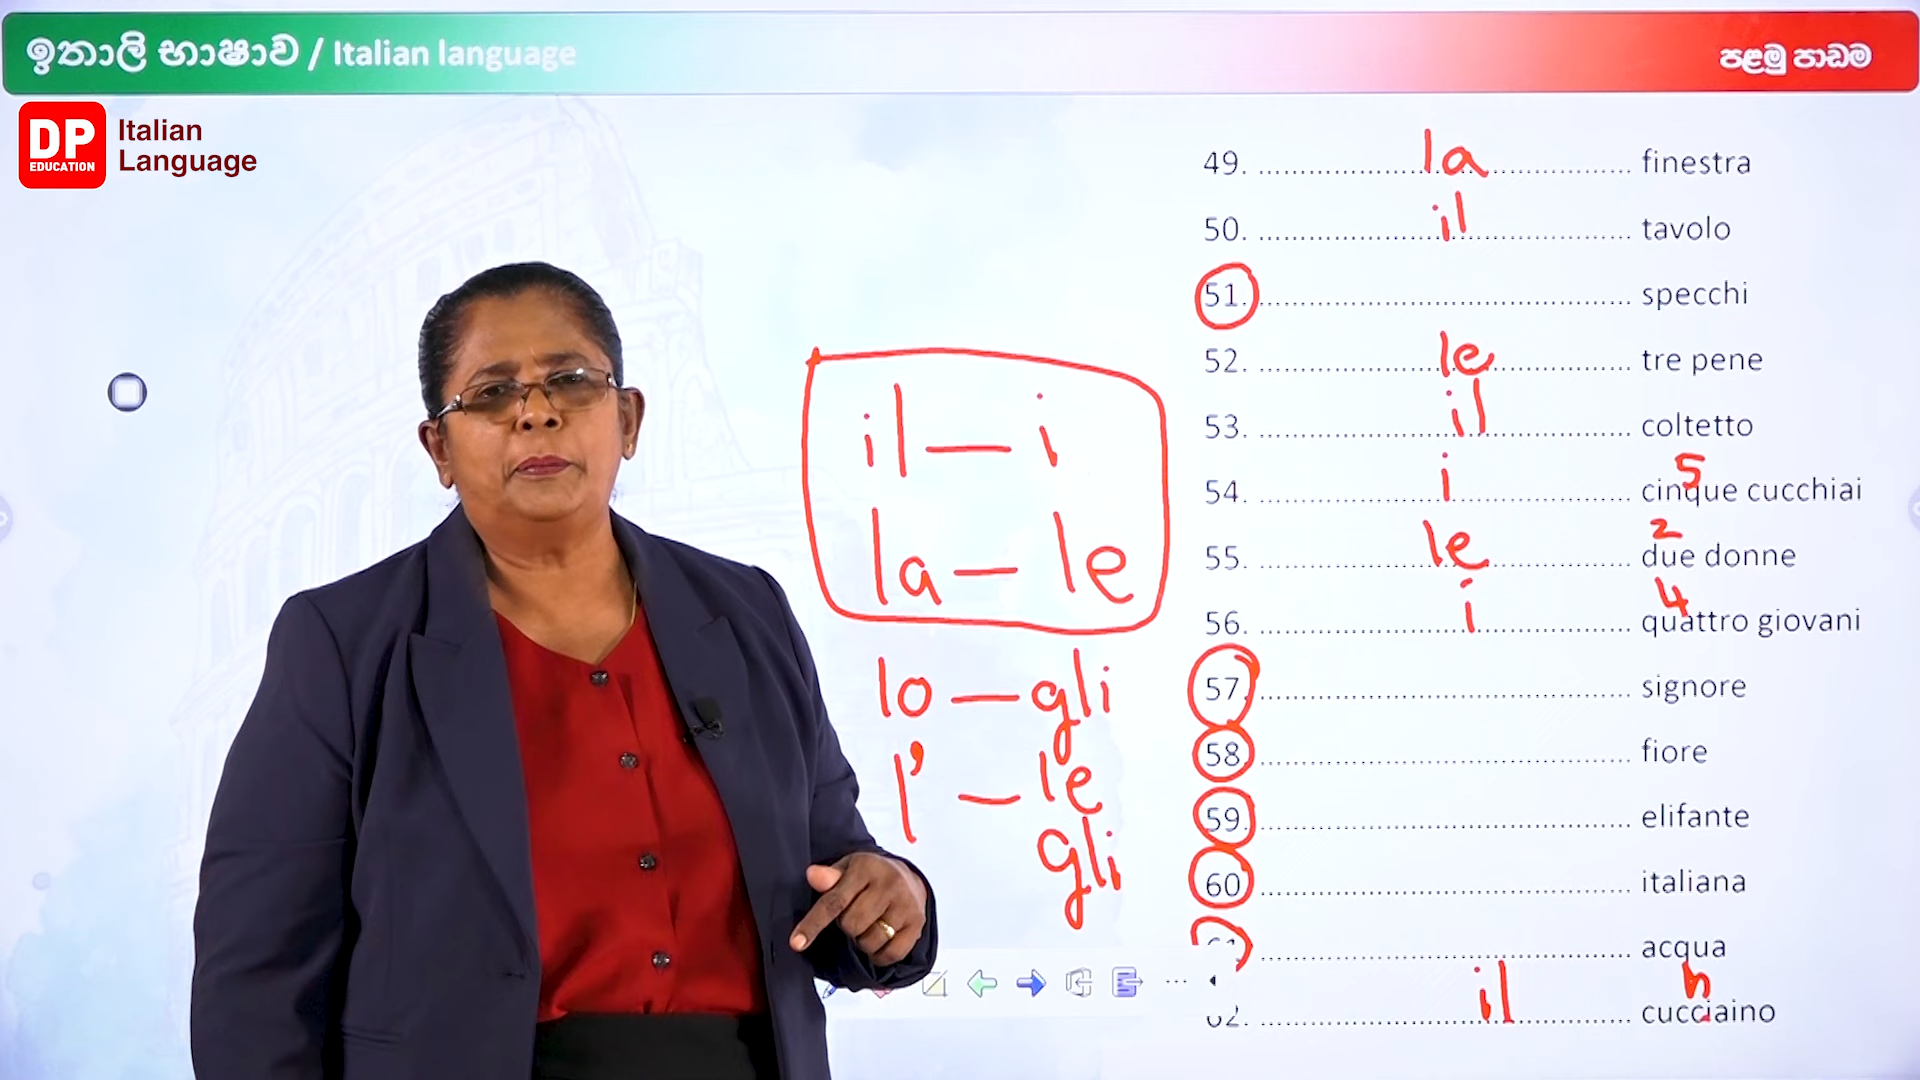 ඉතාලි භාෂාව / Italian language
පළමු පාඩම
DP
EDUCATION
Italian
Language
49. la finestra
50. il tavolo
51. specchi
52. le tre pene
53. il coltetto
5
54. i cinque cucchiai
2
55. le due donne
4
56. i quattro giovani
57. signore
58. fiore
59. elifante
60 italiana
acqua
h
62. il cucciaino
il — i
la — le
lo — gli
l' — le
gli